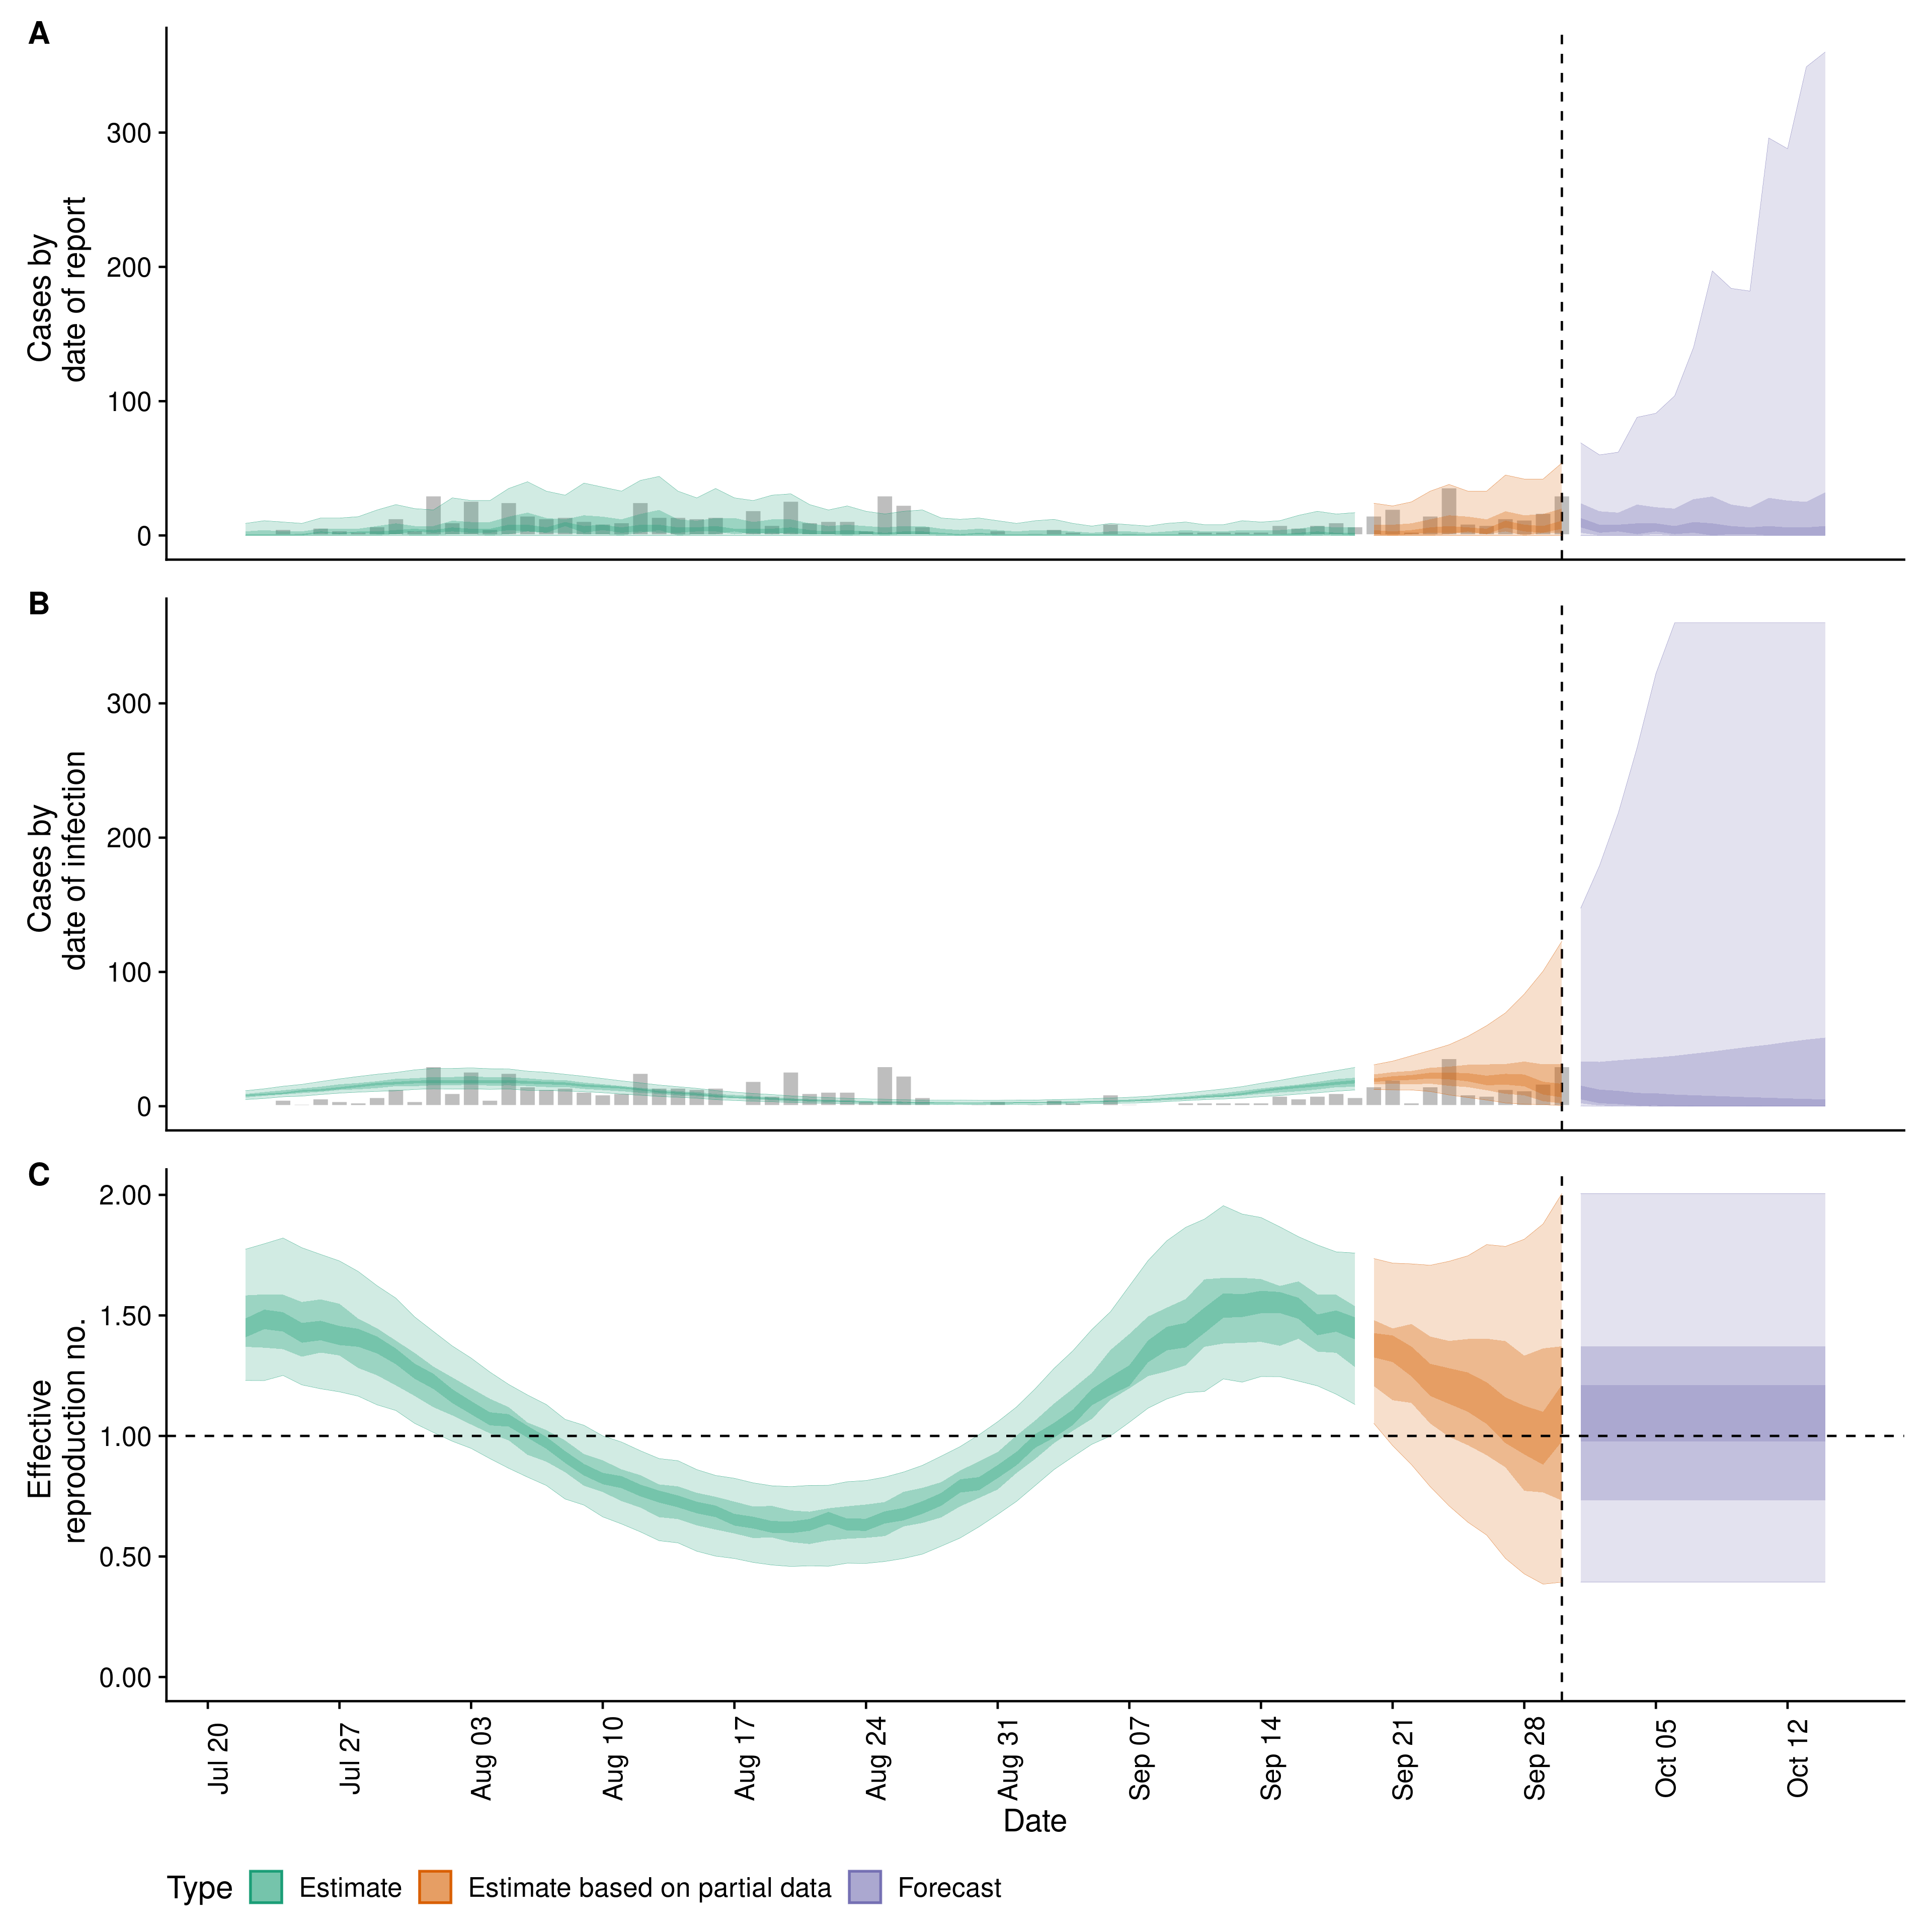 A
Cases by
date of report
300
200
100
0
B
Cases by
date of infection
300
200
100
0
C
Effective
reproduction no.
2.00
1.50
1.00
0.50
0.00
Jul 20
Jul 27
Aug 03
Aug 10
Aug 17
Aug 24
Aug 31
Sep 07
Sep 14
Sep 21
Sep 28
Oct 05
Oct 12
Date
Type Estimate Estimate based on partial data Forecast